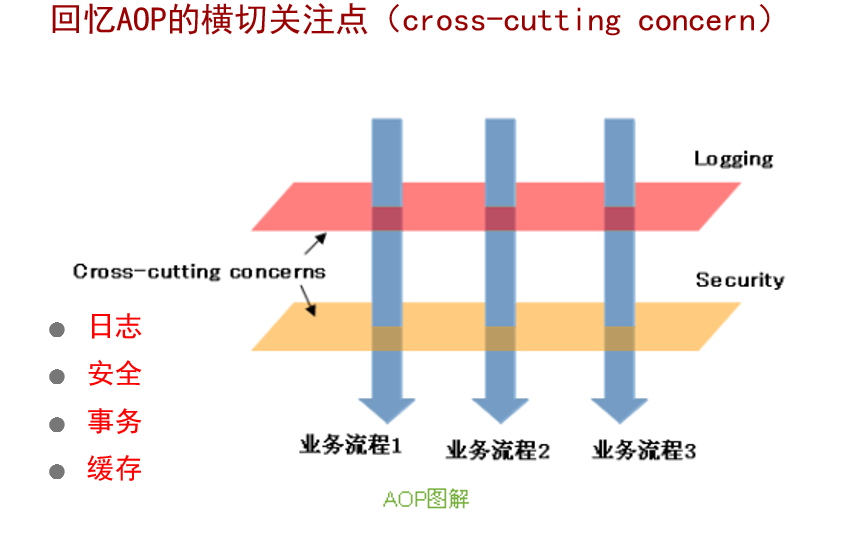 回忆AOP的横切关注点（cross-cutting concern）
Logging
Cross-cutting concerns
Security
日志
安全
事务
缓存
业务流程1
业务流程2
业务流程3
AOP图解